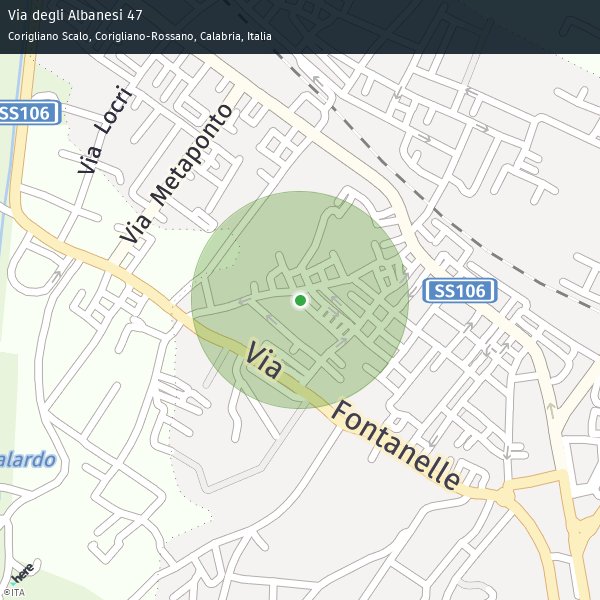 Via degli Albanesi 47
Corigliano Scalo, Corigliano-Rossano, Calabria, Italia
SS106
Via Locri
Via Metaponto
SS106
Via Fontanelle
alardo
here
©ITA